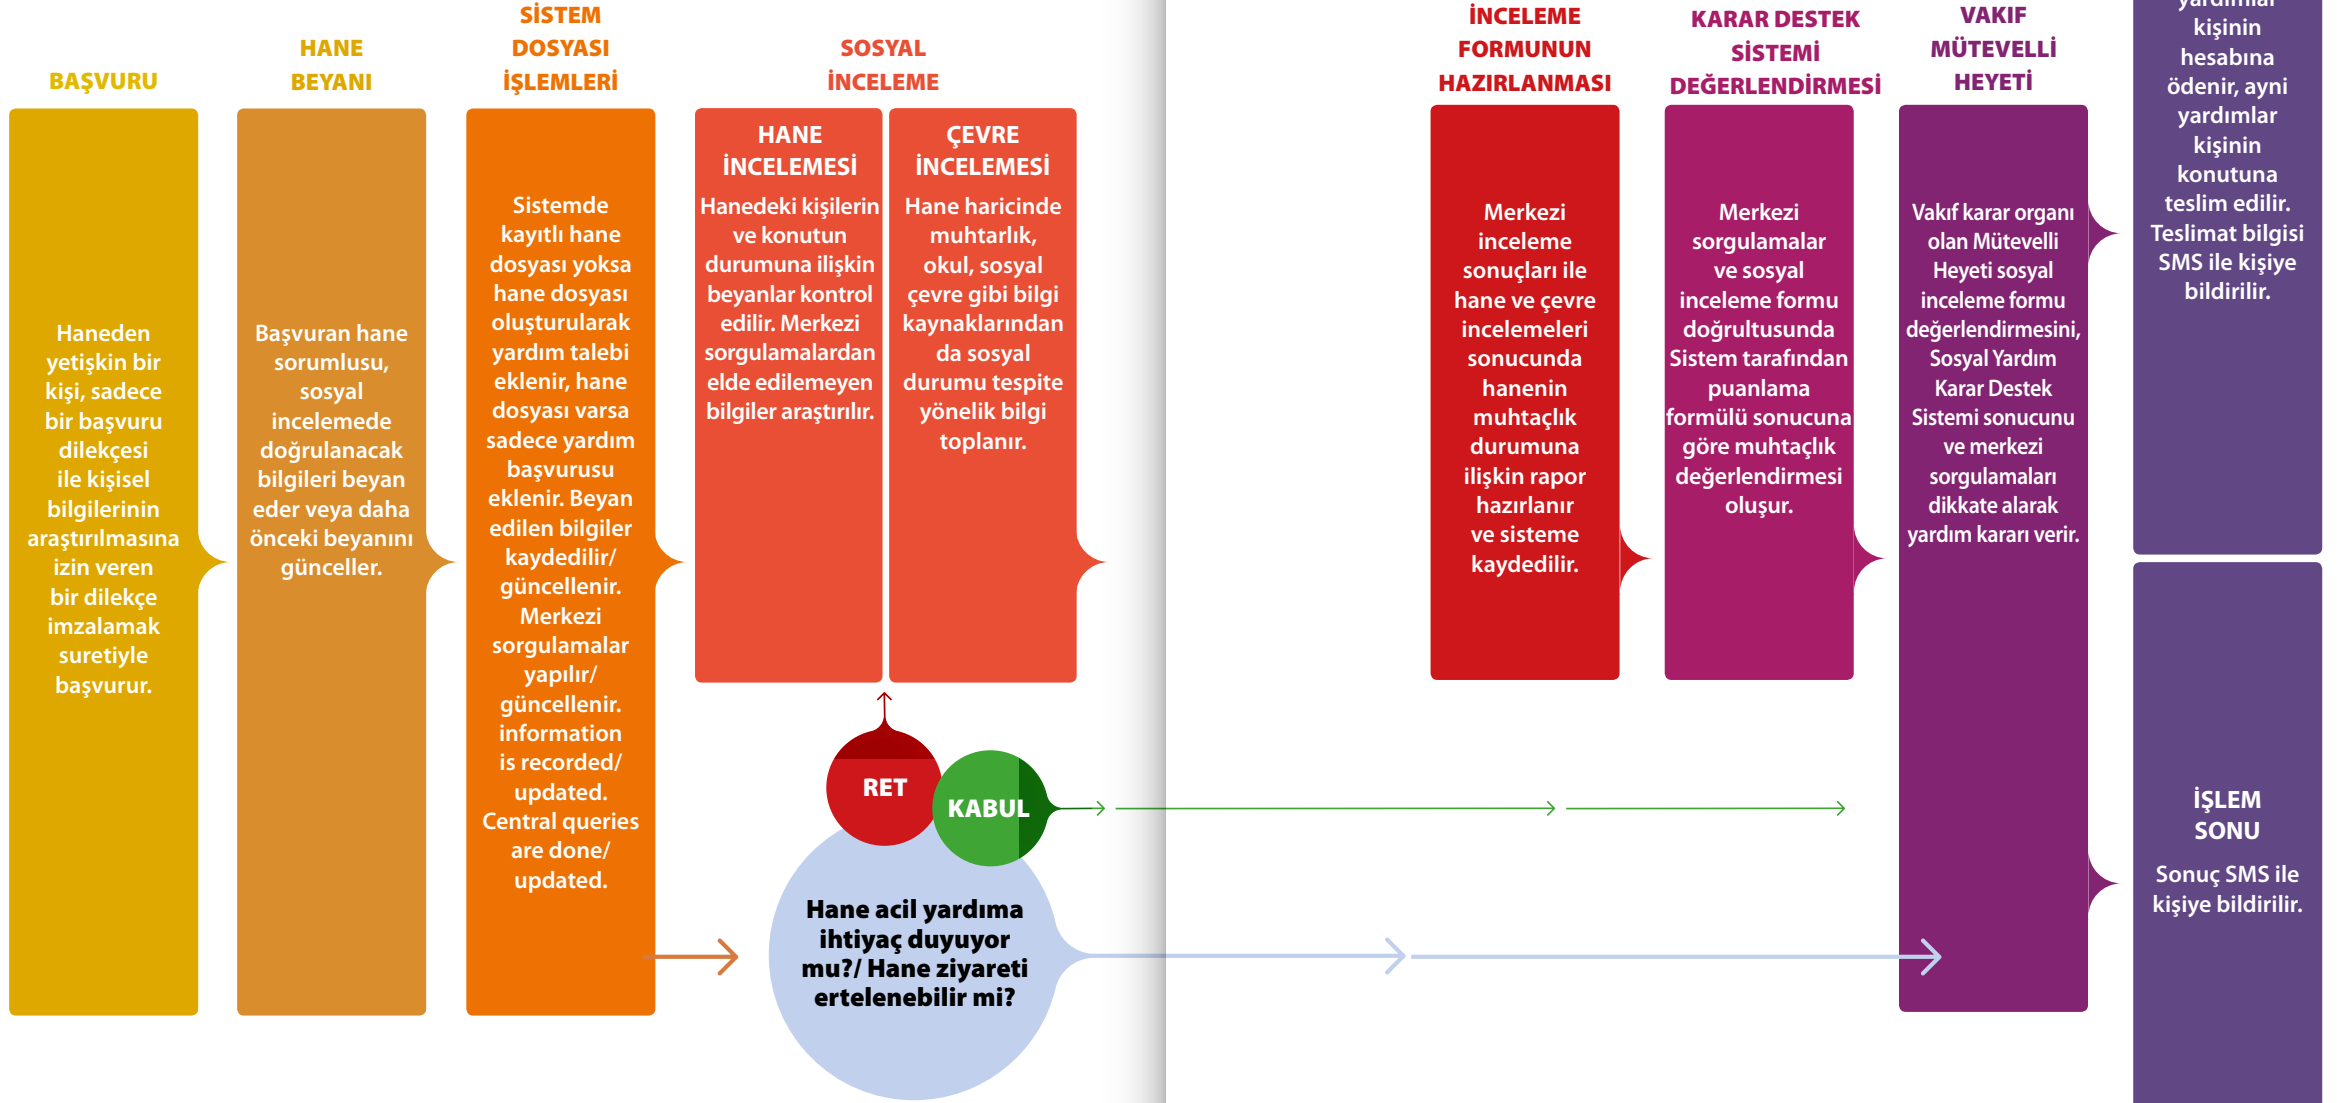 BAŞVURU
Haneden
yetişkin bir
kişi, sadece
bir başvuru
dilekçesi
ile kişisel
bilgilerinin
araştırılmasına
izin veren
bir dilekçe
imzalamak
suretiyle
başvurur.
HANE
BEYANI
Başvuran hane
sorumlusu,
sosyal
incelemede
doğrulanacak
bilgileri beyan
eder veya daha
önceki beyanını
günceller.
SİSTEM
DOSYASI
İŞLEMLERİ
Sistemde
kayıtlı hane
dosyası yoksa
hane dosyası
oluşturularak
yardım talebi
eklenir, hane
dosyası varsa
sadece yardım
başvurusu
eklenir. Beyan
edilen bilgiler
kaydedilir/
güncellenir.
Merkezi
sorgulamalar
yapılır/
güncellenir.
information
is recorded/
updated.
Central queries
are done/
updated.
SOSYAL
İNCELEME
HANE
İNCELEMESİ
Hanedeki kişilerin
ve konutun
durumuna ilişkin
beyanlar kontrol
edilir. Merkezi
sorgulamalardan
elde edilemeyen
bilgiler araştırılır.
ÇEVRE
İNCELEMESİ
Hane haricinde
muhtarlık,
okul, sosyal
çevre gibi bilgi
kaynaklarından
da sosyal
durumu tespite
yönelik bilgi
toplanır.
RET
KABUL
Hane acil yardıma
ihtiyaç duyuyor
mu?/ Hane ziyareti
ertelenebilir mi?
İNCELEME
FORMUNUN
HAZIRLANMASI
Merkezi
inceleme
sonuçları ile
hane ve çevre
incelemeleri
sonucunda
hanenin
muhtaçlık
durumuna
ilişkin rapor
hazırlanır
ve sisteme
kaydedilir.
KARAR DESTEK
SİSTEMİ
DEĞERLENDİRMESİ
Merkezi
sorgulamalar
ve sosyal
inceleme formu
doğrultusunda
Sistem tarafından
puanlama
formülü sonucuna
göre muhtaçlık
değerlendirmesi
oluşur.
VAKIF
MÜTEVELLİ
HEYETİ
Vakıf karar organı
olan Mütevelli
Heyeti sosyal
inceleme formu
değerlendirmesini,
Sosyal Yardım
Karar Destek
Sistemi sonucunu
ve merkezi
sorgulamaları
dikkate alarak
yardım kararı verir.
yardımlar
kişinin
hesabına
ödenir, ayni
yardımlar
kişinin
konutuna
teslim edilir.
Teslimat bilgisi
SMS ile kişiye
bildirilir.
İŞLEM
SONU
Sonuç SMS ile
kişiye bildirilir.